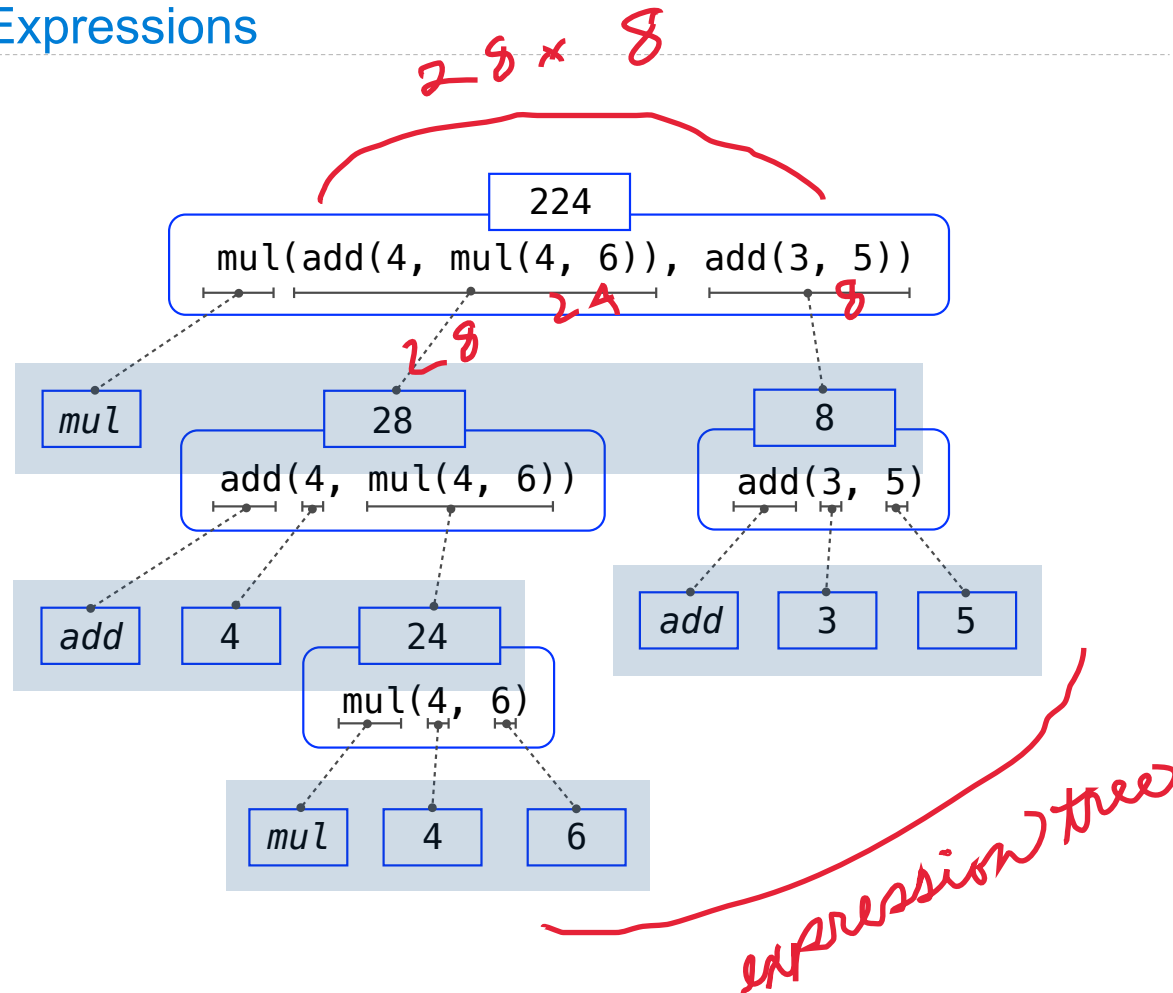 Expressions
28 × 8
224
mul(add(4, mul(4, 6)), add(3, 5))
24 8
28
mul 28 8
add(4, mul(4, 6)) add(3, 5)
add 4 24 add 3 5
mul(4, 6)
mul 4 6
expression tree